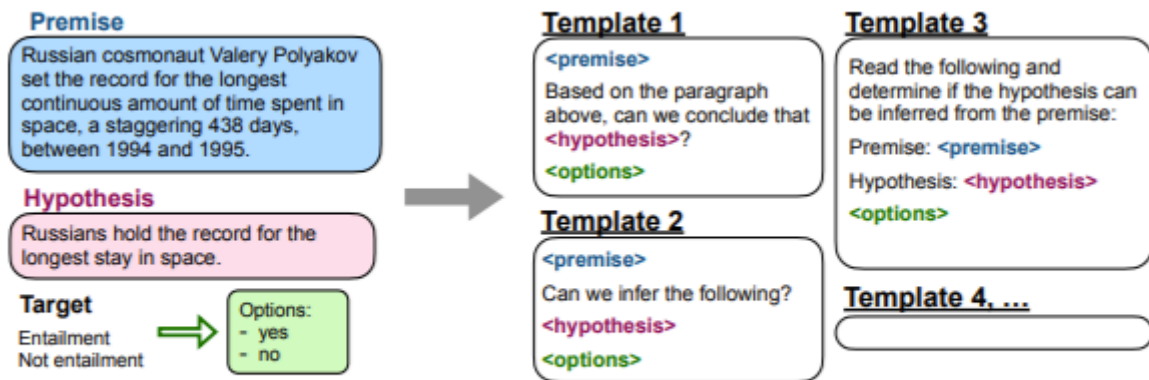 Premise
Russian cosmonaut Valery Polyakov
set the record for the longest
continuous amount of time spent in
space, a staggering 438 days,
between 1994 and 1995.
Hypothesis
Russians hold the record for the
longest stay in space.
Target
Entailment
Not entailment
Options:
- yes
- no
Template 1
<premise>
Based on the paragraph
above, can we conclude that
<hypothesis>?
<options>
Template 2
<premise>
Can we infer the following?
<hypothesis>
<options>
Template 3
Read the following and
determine if the hypothesis can
be inferred from the premise:
Premise: <premise>
Hypothesis: <hypothesis>
<options>
Template 4, ...